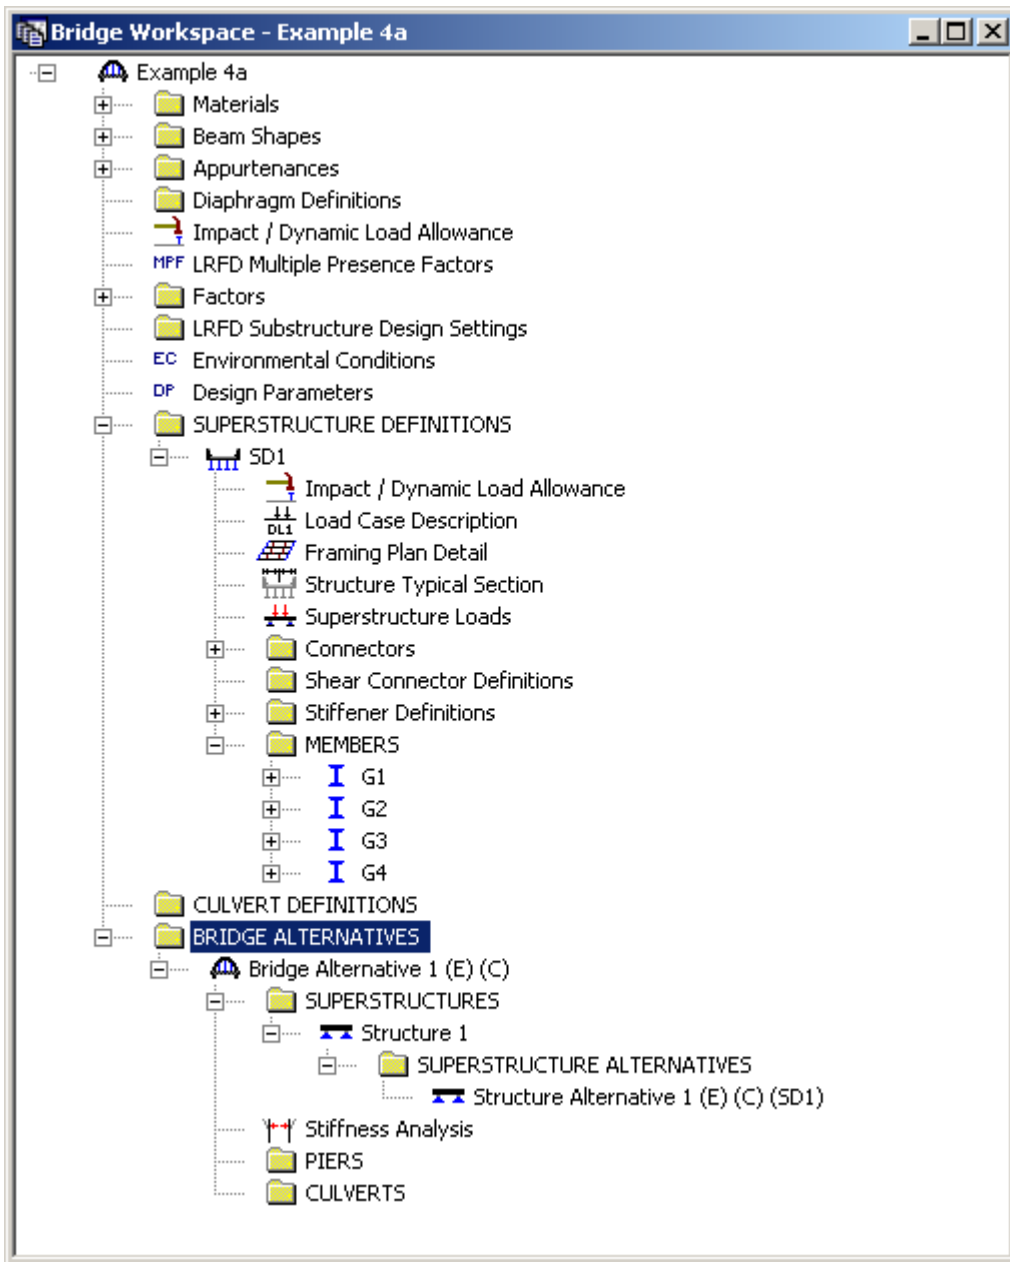 Bridge Workspace - Example 4a
Example 4a
Materials
Beam Shapes
Appurtenances
Diaphragm Definitions
Impact / Dynamic Load Allowance
MPF LRFD Multiple Presence Factors
Factors
LRFD Substructure Design Settings
EC Environmental Conditions
DP Design Parameters
SUPERSTRUCTURE DEFINITIONS
SD1
Impact / Dynamic Load Allowance
DL1 Load Case Description
Framing Plan Detail
Structure Typical Section
Superstructure Loads
Connectors
Shear Connector Definitions
Stiffener Definitions
MEMBERS
G1
G2
G3
G4
CULVERT DEFINITIONS
BRIDGE ALTERNATIVES
Bridge Alternative 1 (E) (C)
SUPERSTRUCTURES
Structure 1
SUPERSTRUCTURE ALTERNATIVES
Structure Alternative 1 (E) (C) (SD1)
Stiffness Analysis
PIERS
CULVERTS